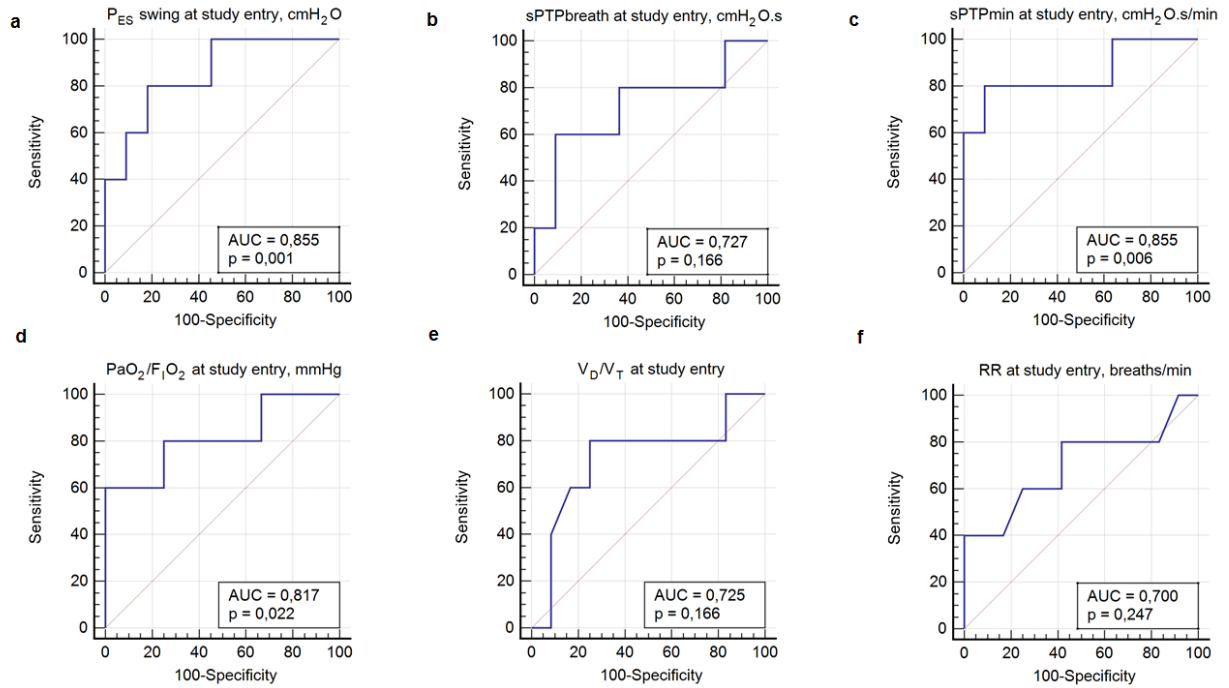 a
P_ES swing at study entry, cmH2O
Sensitivity
100
80
60
40
20
0
AUC = 0,855
p = 0,001
0 20 40 60 80 100
100-Specificity
b
sPTPbreath at study entry, cmH2O.s
Sensitivity
100
80
60
40
20
0
AUC = 0,727
p = 0,166
0 20 40 60 80 100
100-Specificity
c
sPTPmin at study entry, cmH2O.s/min
Sensitivity
100
80
60
40
20
0
AUC = 0,855
p = 0,006
0 20 40 60 80 100
100-Specificity
d
PaO2/FIO2 at study entry, mmHg
Sensitivity
100
80
60
40
20
0
AUC = 0,817
p = 0,022
0 20 40 60 80 100
100-Specificity
e
VD/VT at study entry
Sensitivity
100
80
60
40
20
0
AUC = 0,725
p = 0,166
0 20 40 60 80 100
100-Specificity
f
RR at study entry, breaths/min
Sensitivity
100
80
60
40
20
0
AUC = 0,700
p = 0,247
0 20 40 60 80 100
100-Specificity